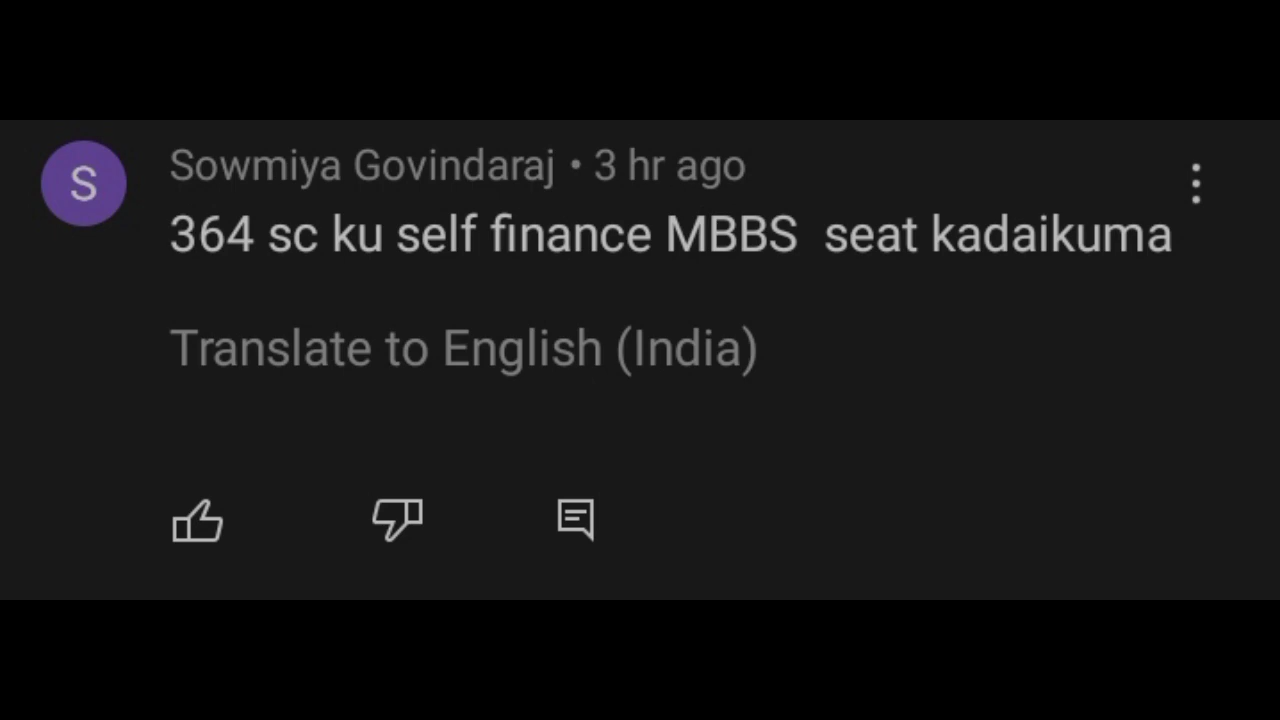 S
Sowmiya Govindaraj • 3 hr ago
364 sc ku self finance MBBS seat kadaikuma
Translate to English (India)